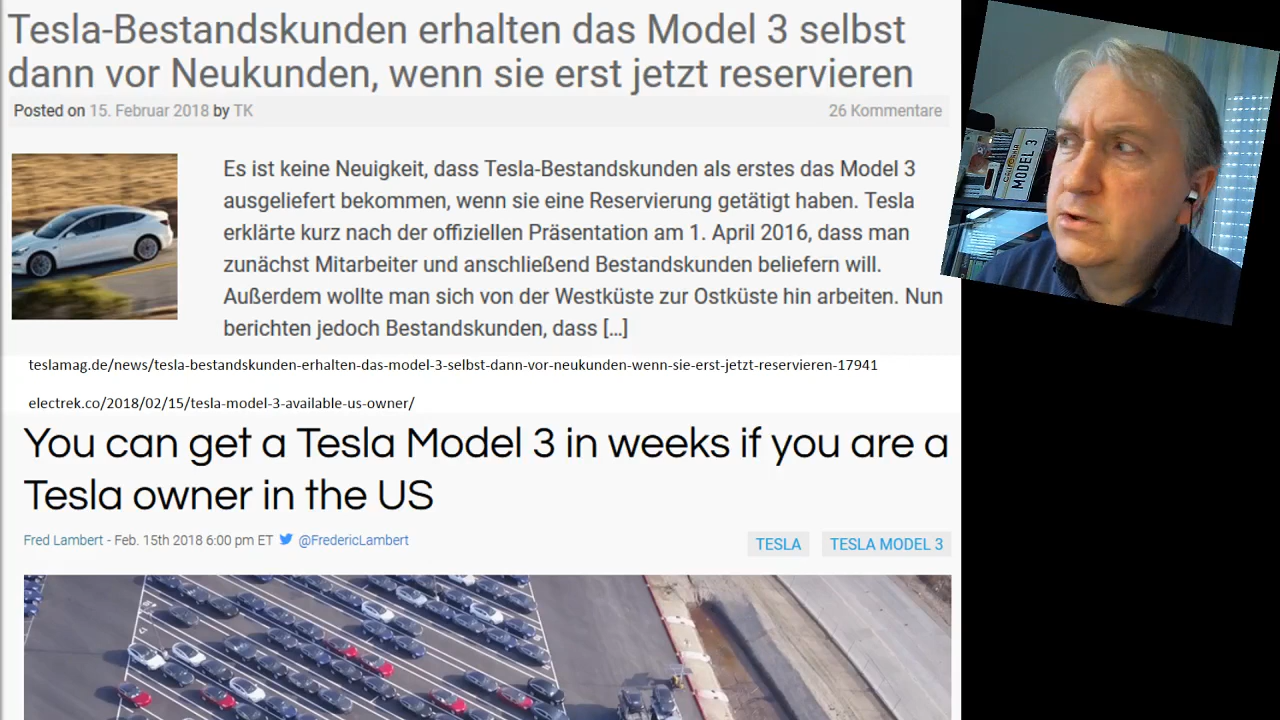 Tesla-Bestandskunden erhalten das Model 3 selbst
dann vor Neukunden, wenn sie erst jetzt reservieren
Posted on 15. Februar 2018 by TK
26 Kommentare
Es ist keine Neuigkeit, dass Tesla-Bestandskunden als erstes das Model 3
ausgeliefert bekommen, wenn sie eine Reservierung getätigt haben. Tesla
erklärte kurz nach der offiziellen Präsentation am 1. April 2016, dass man
zunächst Mitarbeiter und anschließend Bestandskunden beliefern will.
Außerdem wollte man sich von der Westküste zur Ostküste hin arbeiten. Nun
berichten jedoch Bestandskunden, dass [...]
teslamag.de/news/tesla-bestandskunden-erhalten-das-model-3-selbst-dann-vor-neukunden-wenn-sie-erst-jetzt-reservieren-17941
electrek.co/2018/02/15/tesla-model-3-available-us-owner/
You can get a Tesla Model 3 in weeks if you are a
Tesla owner in the US
Fred Lambert - Feb. 15th 2018 6:00 pm ET @FredericLambert
TESLA
TESLA MODEL 3
California
MODEL 3